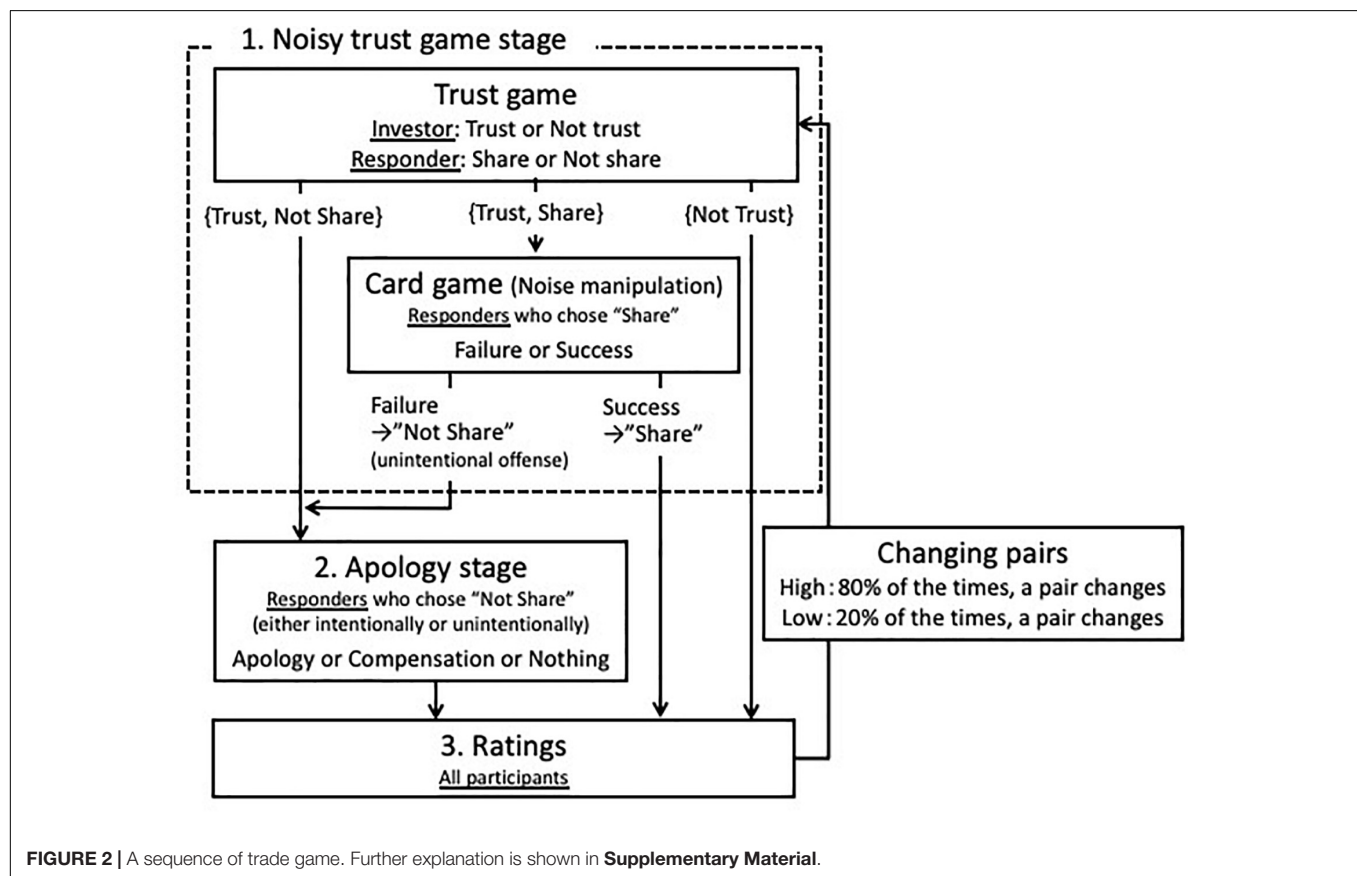 1. Noisy trust game stage
Trust game
Investor: Trust or Not trust
Responder: Share or Not share
{Trust, Not Share}
{Trust, Share}
{Not Trust}
Card game (Noise manipulation)
Responders who chose “Share”
Failure or Success
Failure
→”Not Share”
(unintentional offense)
Success
→”Share”
2. Apology stage
Responders who chose “Not Share”
(either intentionally or unintentionally)
Apology or Compensation or Nothing
Changing pairs
High : 80% of the times, a pair changes
Low : 20% of the times, a pair changes
3. Ratings
All participants
FIGURE 2 | A sequence of trade game. Further explanation is shown in Supplementary Material.